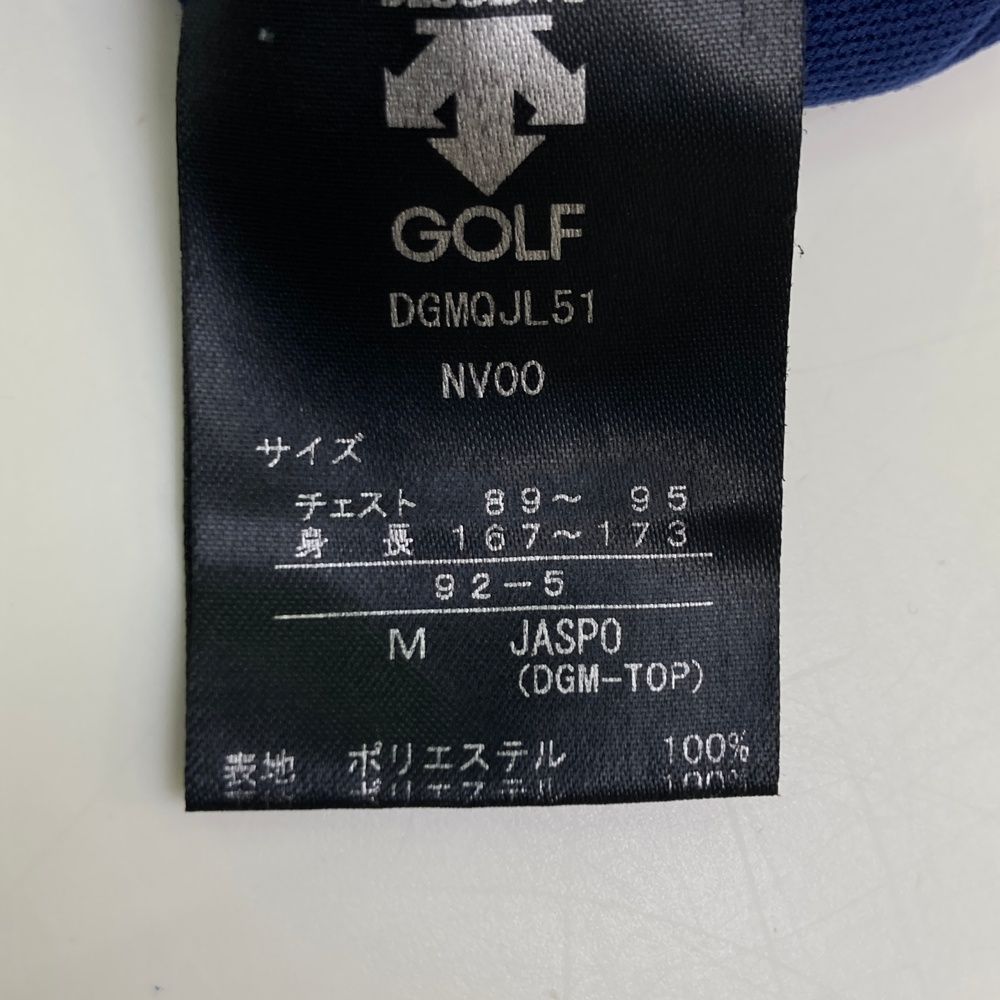 GOLF
DGMQJL51
NV00
サイズ
チェスト 89～ 95
身 長 167～173
92-5
M JASPO
(DGM-TOP)
表地 ポリエステル 100%